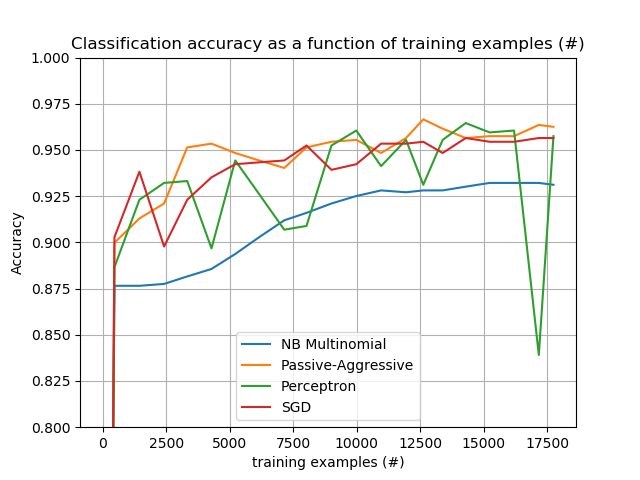 Classification accuracy as a function of training examples (#)
1.000
0.975
0.950
0.925
0.900
0.875
0.850
0.825
0.800
Accuracy
NB Multinomial
Passive-Aggressive
Perceptron
SGD
0 2500 5000 7500 10000 12500 15000 17500
training examples (#)